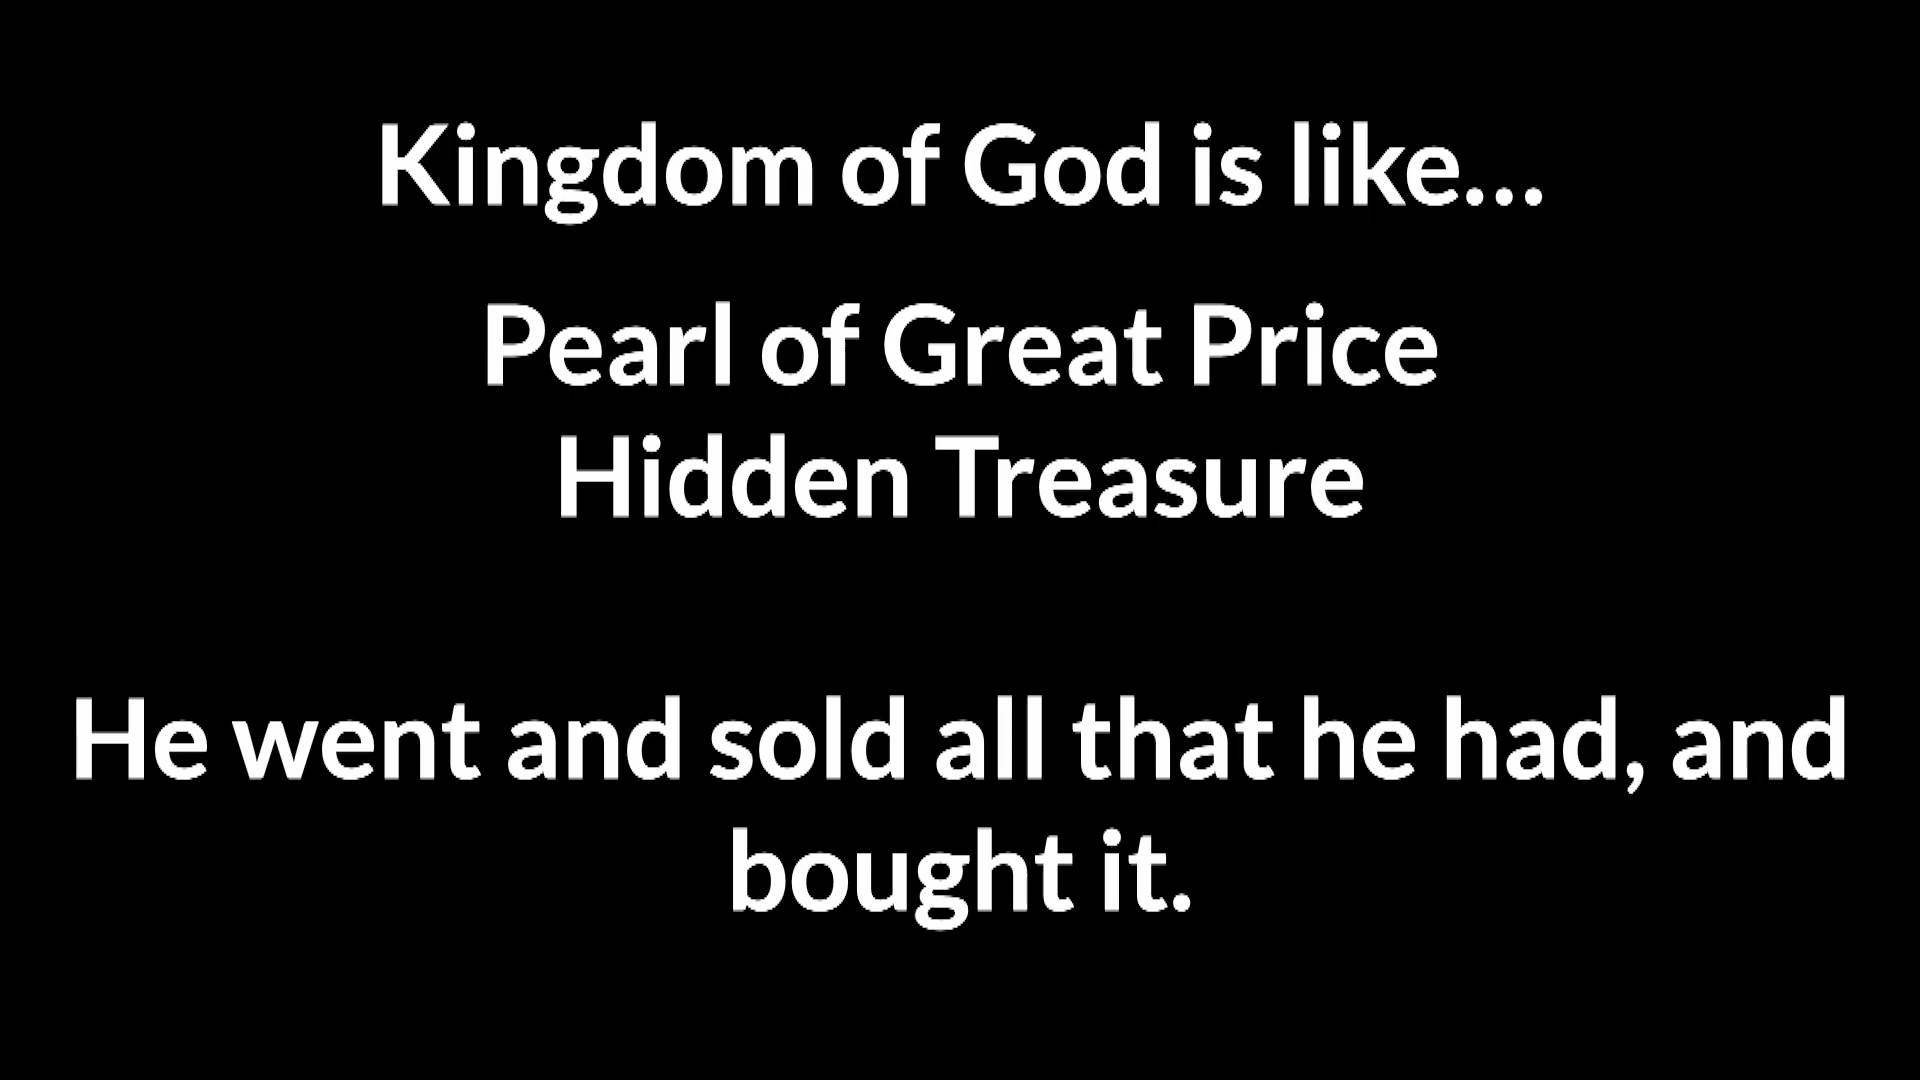 Kingdom of God is like...
Pearl of Great Price
Hidden Treasure
He went and sold all that he had, and
bought it.